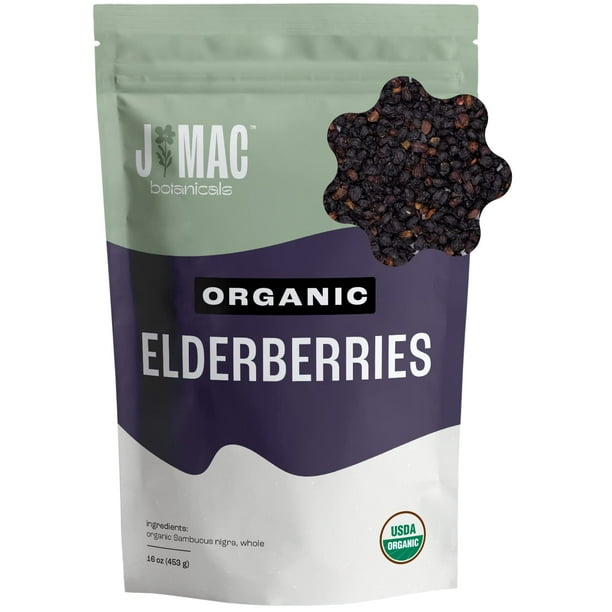 J MAC™
botanicals
ORGANIC
ELDERBERRIES
ingredients:
organic Sambucus nigra, whole
16 oz (453 g)
USDA
ORGANIC